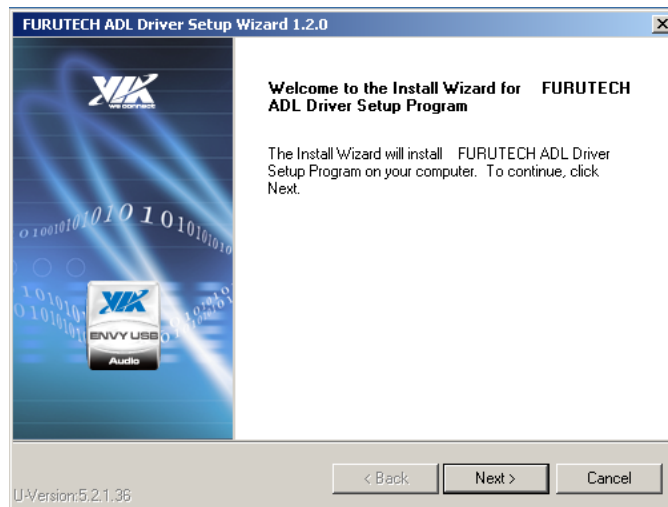 FURUTECH ADL Driver Setup Wizard 1.2.0
VIA
WE CONNECT
Welcome to the Install Wizard for FURUTECH
ADL Driver Setup Program
The Install Wizard will install FURUTECH ADL Driver
Setup Program on your computer. To continue, click
Next.
VIA
ENVY USB
Audio
< Back
Next >
Cancel
U-Version:5.2.1.36